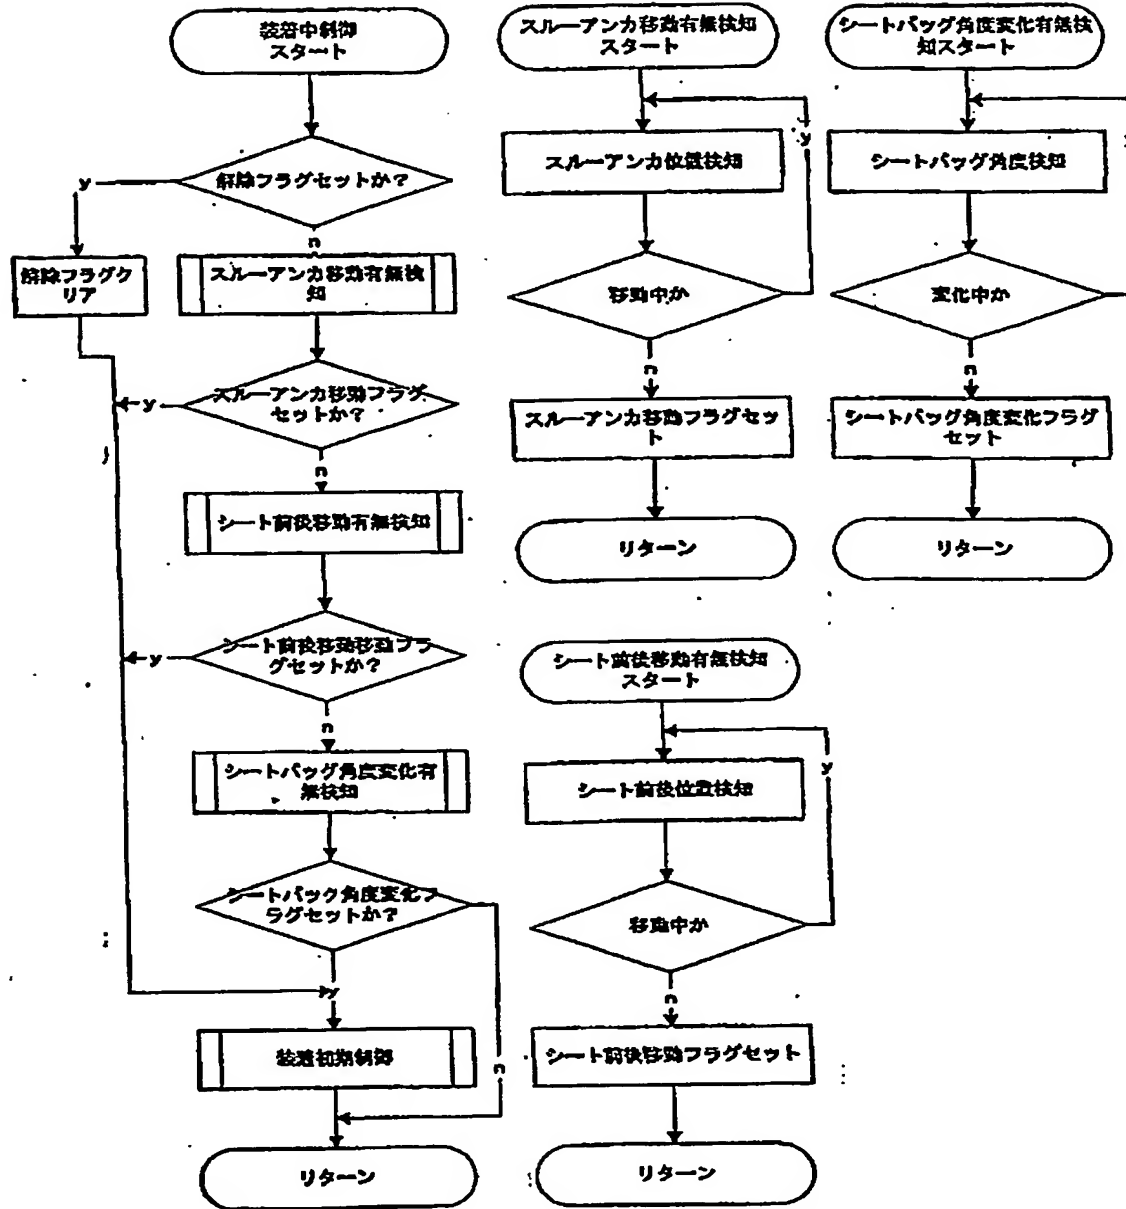 装着中制御
スタート
解除フラグセットか？
y
n
解除フラグク
リア
スルーアンカ移動有無検
知
スルーアンカ移動フラグ
セットか？
y
n
シート前後移動有無検知
シート前後移動移動フラ
グセットか？
y
n
シートバッグ角度変化有
無検知
シートバック角度変化フ
ラグセットか？
y
n
装着初期制御
リターン
スルーアンカ移動有無検知
スタート
スルーアンカ位置検知
移動中か
y
n
スルーアンカ移動フラグセッ
ト
リターン
シートバッグ角度変化有無検
知スタート
シートバッグ角度検知
変化中か
y
n
シートバッグ角度変化フラグ
セット
リターン
シート前後移動有無検知
スタート
シート前後位置検知
移動中か
y
n
シート前後移動フラグセット
リターン